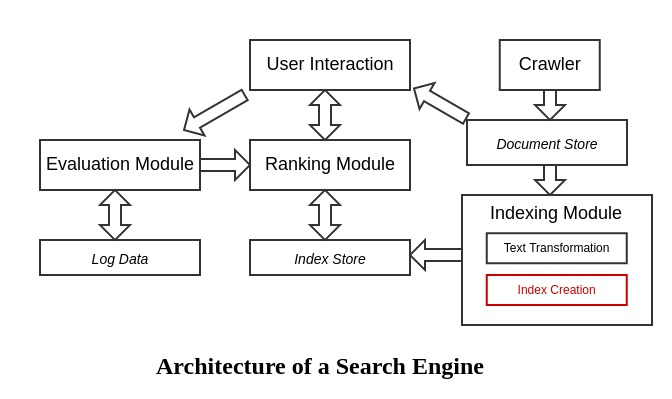 User Interaction
Crawler
Document Store
Evaluation Module
Ranking Module
Indexing Module
Text Transformation
Index Creation
Log Data
Index Store
Architecture of a Search Engine